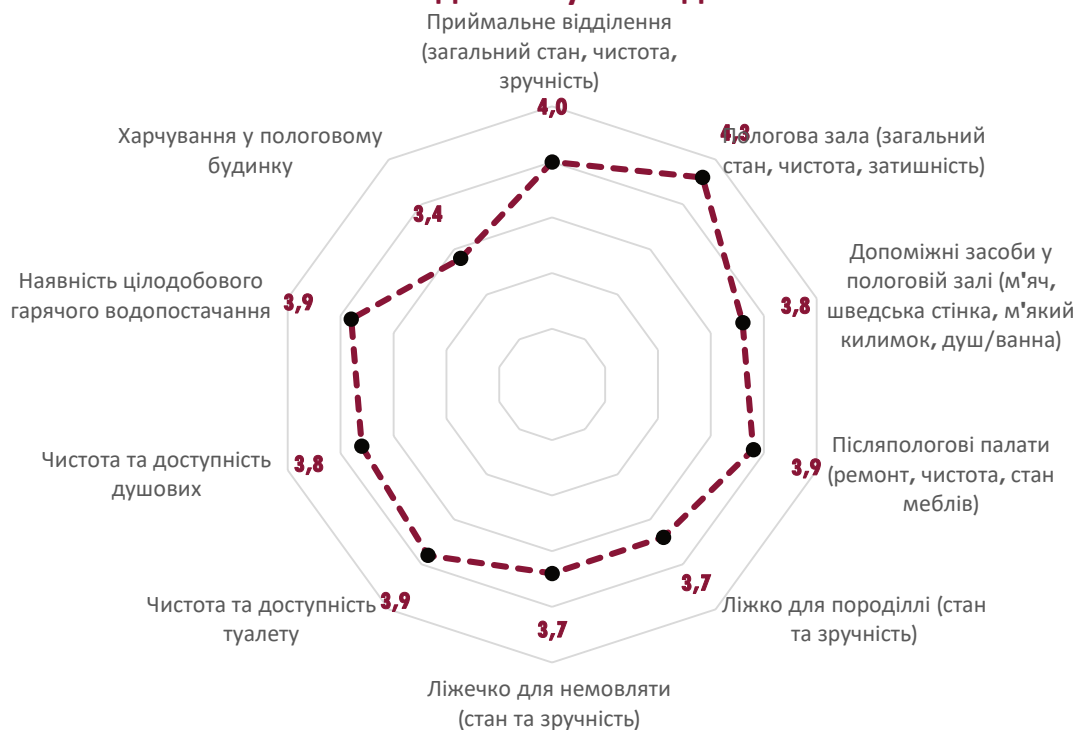 Приймальне відділення
(загальний стан, чистота,
зручність)
4,0
Харчування у пологовому
будинку
4,3
Пологова зала (загальний
стан, чистота, затишність)
3,4
Допоміжні засоби у
пологовій залі (м'яч,
шведська стінка, м'який
килимок, душ/ванна)
3,8
Наявність цілодобового
гарячого водопостачання
3,9
Післяпологові палати
(ремонт, чистота, стан
меблів)
3,9
Чистота та доступність
душових
3,8
Ліжко для породіллі (стан
та зручність)
3,7
Чистота та доступність
туалету
3,9
3,7
Ліжечко для немовляти
(стан та зручність)